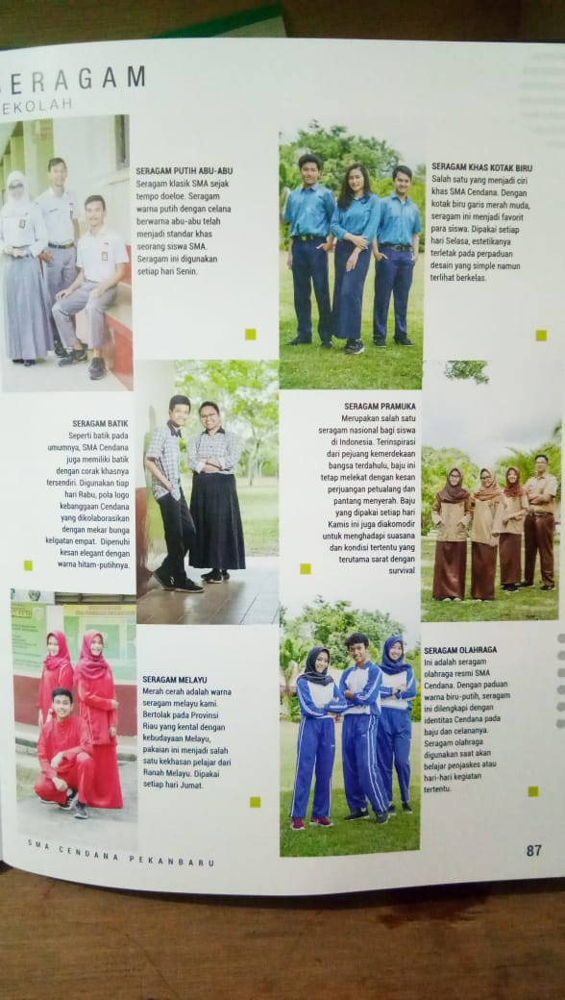 SERAGAM
SEKOLAH
SERAGAM PUTIH ABU-ABU
Seragam klasik SMA sejak
tempo doeloe. Seragam
warna putih dengan celana
berwarna abu-abu telah
menjadi standar khas
seorang siswa SMA.
Seragam ini digunakan
setiap hari Senin.
SERAGAM KHAS KOTAK BIRU
Salah satu yang menjadi ciri
khas SMA Cendana. Dengan
kotak biru garis merah muda,
seragam ini menjadi favorit
para siswa. Dipakai setiap
hari Selasa, estetikanya
terletak pada perpaduan
desain yang simple namun
terlihat berkelas.
SERAGAM BATIK
Seperti batik pada
umumnya, SMA Cendana
juga memiliki batik
dengan corak khasnya
tersendiri. Digunakan tiap
hari Rabu, pola logo
kebanggaan Cendana
yang dikolaborasikan
dengan mekar bunga
kelipatan empat. Dipenuhi
kesan elegant dengan
warna hitam-putihnya.
SERAGAM PRAMUKA
Merupakan salah satu
seragam nasional bagi siswa
di Indonesia. Terinspirasi
dari pejuang kemerdekaan
bangsa terdahulu, baju ini
tetap melekat dengan kesan
perjuangan petualang dan
pantang menyerah. Baju
yang dipakai setiap hari
Kamis ini juga diakomodir
untuk menghadapi suasana
dan kondisi tertentu yang
terutama sarat dengan
survival
SERAGAM MELAYU
Merah cerah adalah warna
seragam melayu kami.
Bertolak pada Provinsi
Riau yang kental dengan
kebudayaan Melayu,
pakaian ini menjadi salah
satu kekhasan pelajar dari
Ranah Melayu. Dipakai
setiap hari Jumat.
SERAGAM OLAHRAGA
Ini adalah seragam
olahraga resmi SMA
Cendana. Dengan paduan
warna biru-putih, seragam
ini dilengkapi dengan
identitas Cendana pada
baju dan celananya.
Seragam olahraga
digunakan saat akan
belajar penjaskes atau
hari-hari kegiatan
tertentu.
SMA CENDANA PEKANBARU
87